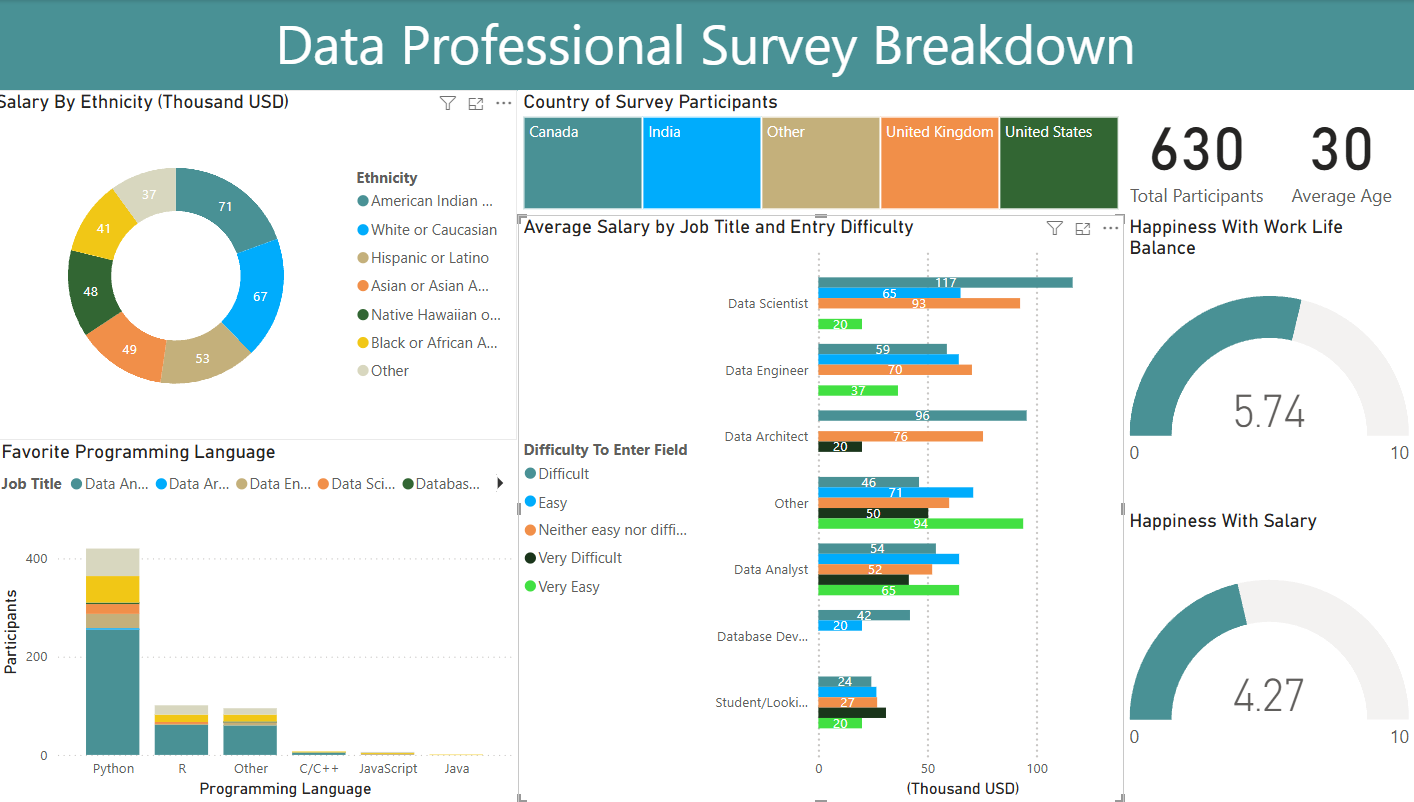 Data Professional Survey Breakdown
Salary By Ethnicity (Thousand USD)
71
67
53
49
48
41
37
Ethnicity
American Indian ...
White or Caucasian
Hispanic or Latino
Asian or Asian A...
Native Hawaiian o...
Black or African A...
Other
Country of Survey Participants
Canada
India
Other
United Kingdom
United States
630
Total Participants
30
Average Age
Average Salary by Job Title and Entry Difficulty
Difficulty To Enter Field
Difficult
Easy
Neither easy nor diffi...
Very Difficult
Very Easy
Data Scientist
117
65
93
20
Data Engineer
59
70
37
Data Architect
96
76
20
Other
46
71
50
94
Data Analyst
54
52
65
Database Dev...
42
20
Student/Looki...
24
27
20
0 50 100
(Thousand USD)
Happiness With Work Life
Balance
5.74
0 10
Happiness With Salary
4.27
0 10
Favorite Programming Language
Job Title Data An... Data Ar... Data En... Data Sci... Databas...
Participants
400
200
0
Python R Other C/C++ JavaScript Java
Programming Language